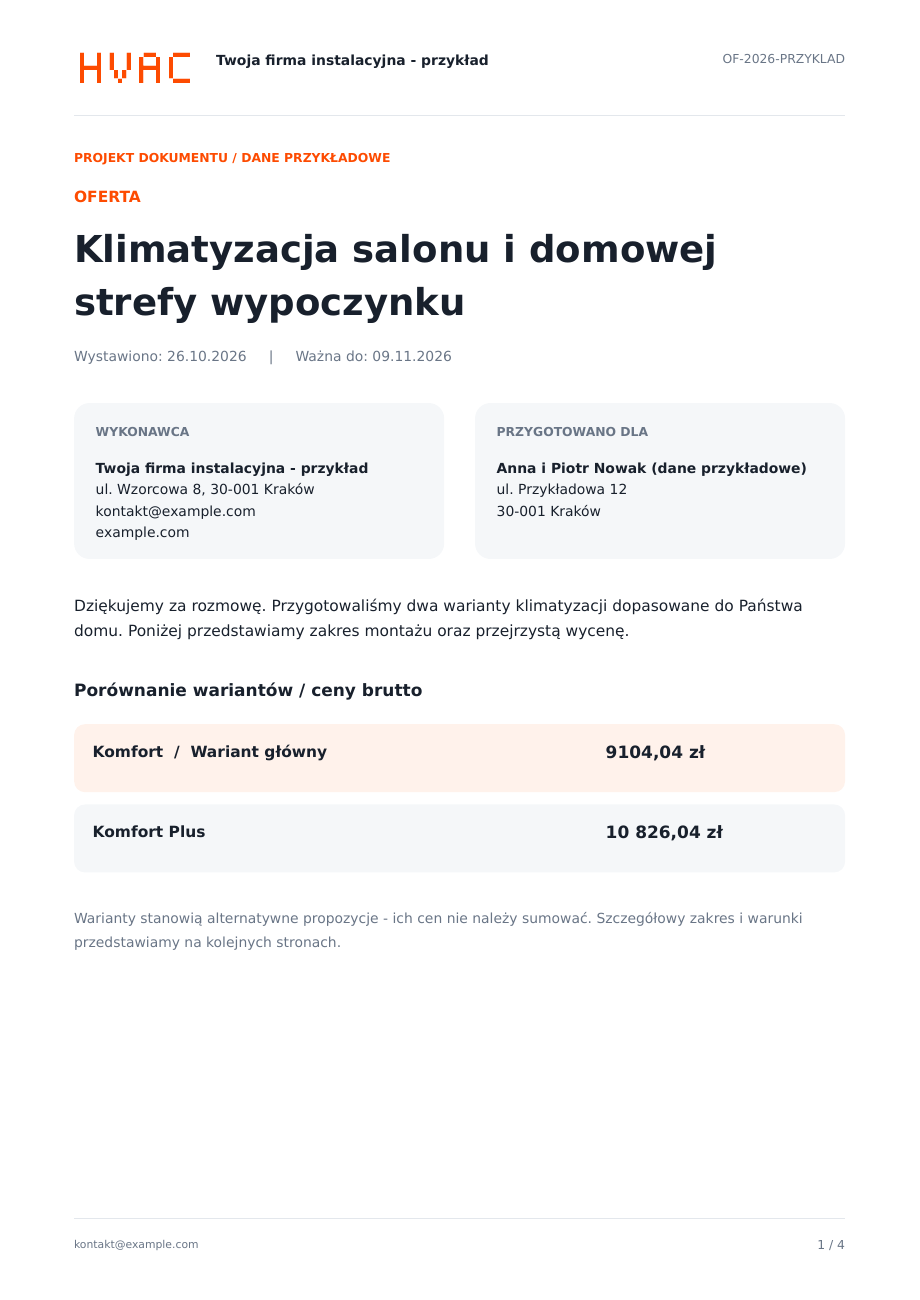 HVAC
Twoja firma instalacyjna - przykład
OF-2026-PRZYKLAD
PROJEKT DOKUMENTU / DANE PRZYKŁADOWE
OFERTA
Klimatyzacja salonu i domowej
strefy wypoczynku
Wystawiono: 26.10.2026 | Ważna do: 09.11.2026
WYKONAWCA
Twoja firma instalacyjna - przykład
ul. Wzorcowa 8, 30-001 Kraków
kontakt@example.com
example.com
PRZYGOTOWANO DLA
Anna i Piotr Nowak (dane przykładowe)
ul. Przykładowa 12
30-001 Kraków
Dziękujemy za rozmowę. Przygotowaliśmy dwa warianty klimatyzacji dopasowane do Państwa
domu. Poniżej przedstawiamy zakres montażu oraz przejrzystą wycenę.
Porównanie wariantów / ceny brutto
Komfort / Wariant główny 9104,04 zł
Komfort Plus 10 826,04 zł
Warianty stanowią alternatywne propozycje - ich cen nie należy sumować. Szczegółowy zakres i warunki
przedstawiamy na kolejnych stronach.
kontakt@example.com
1 / 4